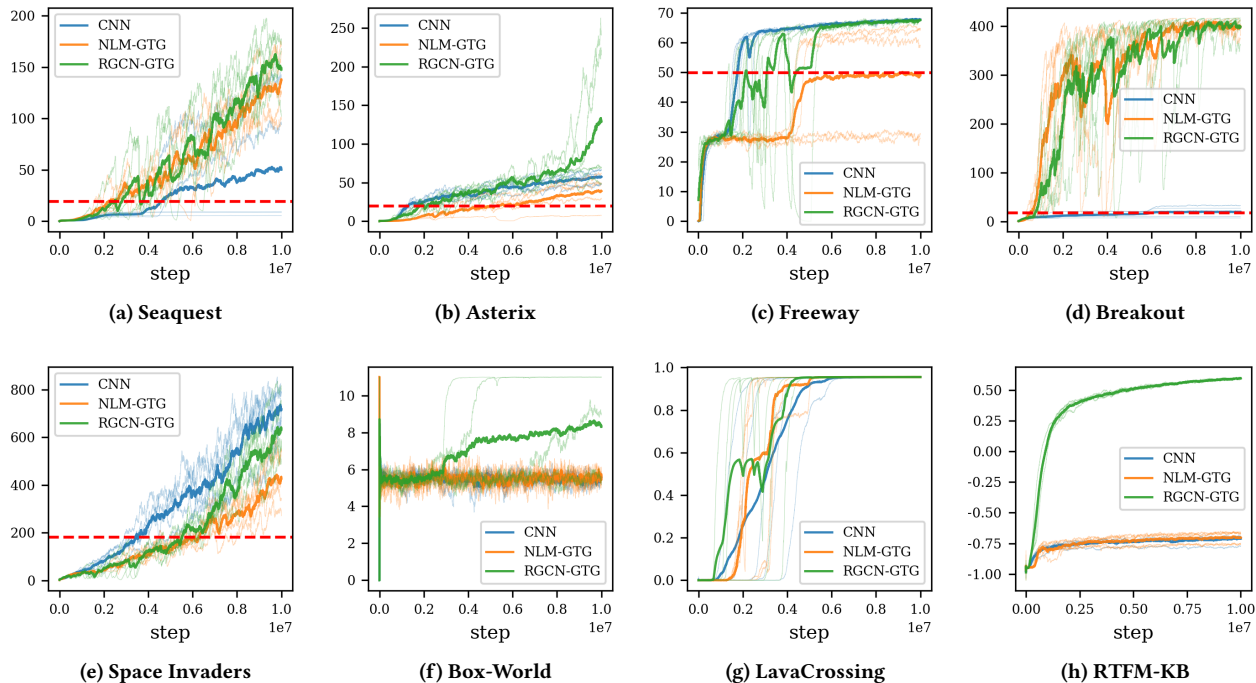 200
175
150
125
100
75
50
25
0
CNN
NLM-GTG
RGCN-GTG
0.0 0.2 0.4 0.6 0.8 1.0
1e7
step
(a) Seaquest
250
200
150
100
50
0
CNN
NLM-GTG
RGCN-GTG
0.0 0.2 0.4 0.6 0.8 1.0
1e7
step
(b) Asterix
70
60
50
40
30
20
10
0
CNN
NLM-GTG
RGCN-GTG
0.0 0.2 0.4 0.6 0.8 1.0
1e7
step
(c) Freeway
400
300
200
100
0
CNN
NLM-GTG
RGCN-GTG
0.0 0.2 0.4 0.6 0.8 1.0
1e7
step
(d) Breakout
800
600
400
200
0
CNN
NLM-GTG
RGCN-GTG
0.0 0.2 0.4 0.6 0.8 1.0
1e7
step
(e) Space Invaders
10
8
6
4
2
0
CNN
NLM-GTG
RGCN-GTG
0.0 0.2 0.4 0.6 0.8 1.0
1e7
step
(f) Box-World
1.0
0.8
0.6
0.4
0.2
0.0
CNN
NLM-GTG
RGCN-GTG
0.0 0.2 0.4 0.6 0.8 1.0
1e7
step
(g) LavaCrossing
0.50
0.25
0.00
-0.25
-0.50
-0.75
-1.00
CNN
NLM-GTG
RGCN-GTG
0.0 0.25 0.5 0.75 1.0
1e7
step
(h) RTFM-KB